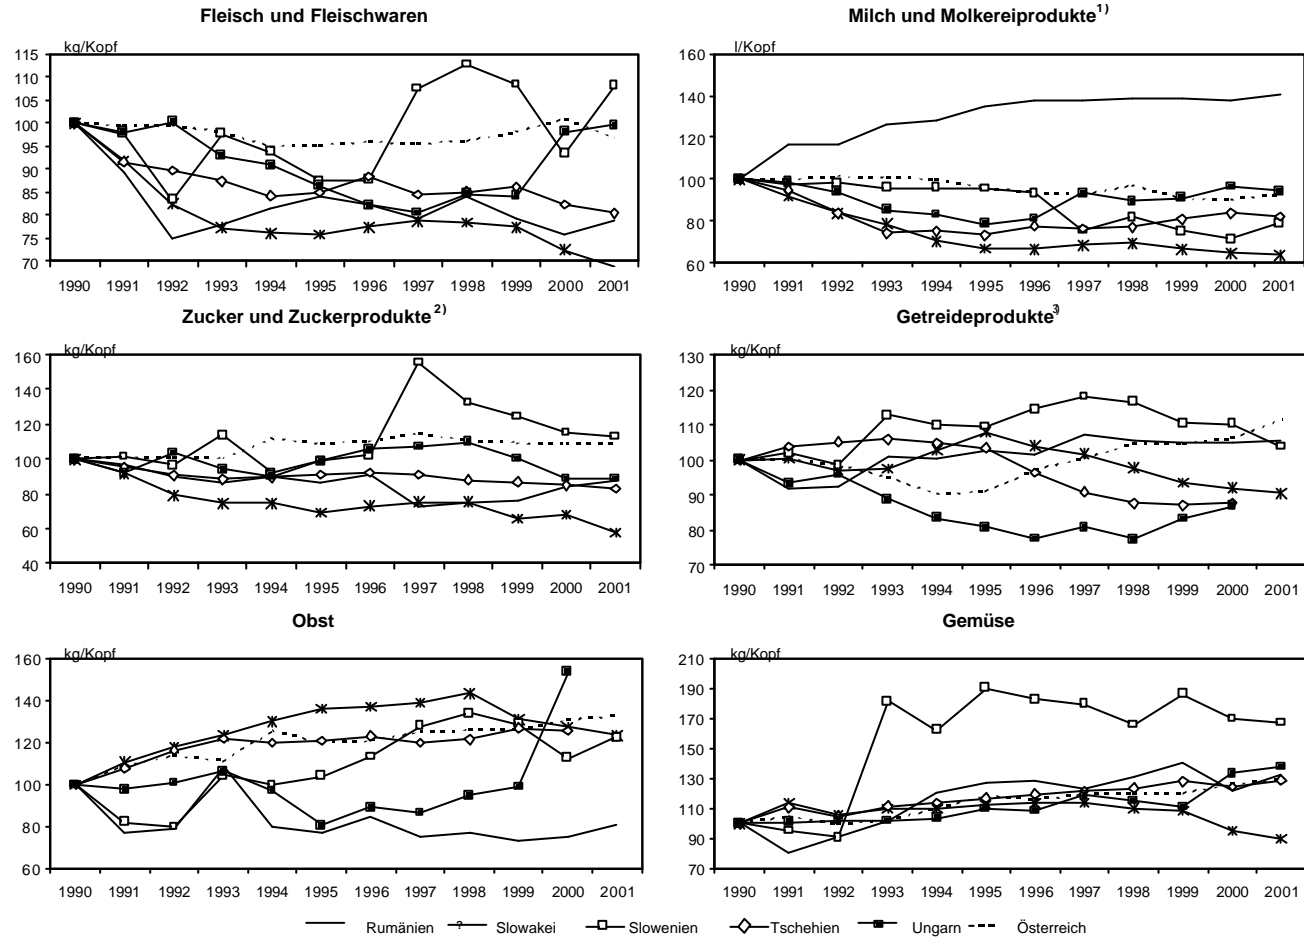 Fleisch und Fleischwaren
kg/Kopf
115
110
105
100
95
90
85
80
75
70
1990 1991 1992 1993 1994 1995 1996 1997 1998 1999 2000 2001
Milch und Molkereiprodukte1)
l/Kopf
160
140
120
100
80
60
1990 1991 1992 1993 1994 1995 1996 1997 1998 1999 2000 2001
Zucker und Zuckerprodukte2)
kg/Kopf
160
140
120
100
80
60
40
1990 1991 1992 1993 1994 1995 1996 1997 1998 1999 2000 2001
Getreideprodukte3)
kg/Kopf
130
120
110
100
90
80
70
1990 1991 1992 1993 1994 1995 1996 1997 1998 1999 2000 2001
Obst
kg/Kopf
160
140
120
100
80
60
1990 1991 1992 1993 1994 1995 1996 1997 1998 1999 2000 2001
Gemüse
kg/Kopf
210
190
170
150
130
110
90
70
1990 1991 1992 1993 1994 1995 1996 1997 1998 1999 2000 2001
Rumänien ? Slowakei Slowenien Tschehien Ungarn Österreich